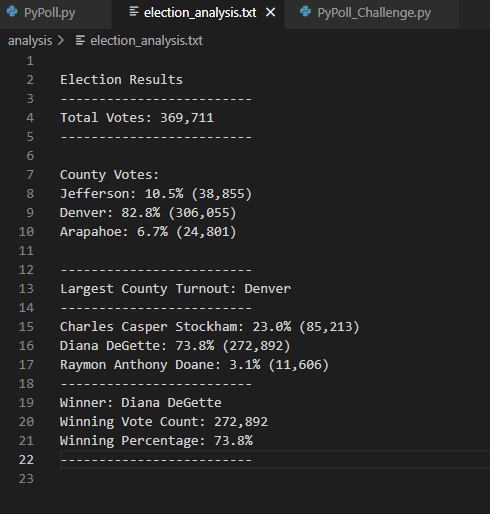 PyPoll.py election_analysis.txt × PyPoll_Challenge.py
analysis > election_analysis.txt
1
2 Election Results
3 -------------------------
4 Total Votes: 369,711
5 -------------------------
6
7 County Votes:
8 Jefferson: 10.5% (38,855)
9 Denver: 82.8% (306,055)
10 Arapahoe: 6.7% (24,801)
11
12 -------------------------
13 Largest County Turnout: Denver
14 -------------------------
15 Charles Casper Stockham: 23.0% (85,213)
16 Diana DeGette: 73.8% (272,892)
17 Raymon Anthony Doane: 3.1% (11,606)
18 -------------------------
19 Winner: Diana DeGette
20 Winning Vote Count: 272,892
21 Winning Percentage: 73.8%
22 -------------------------
23